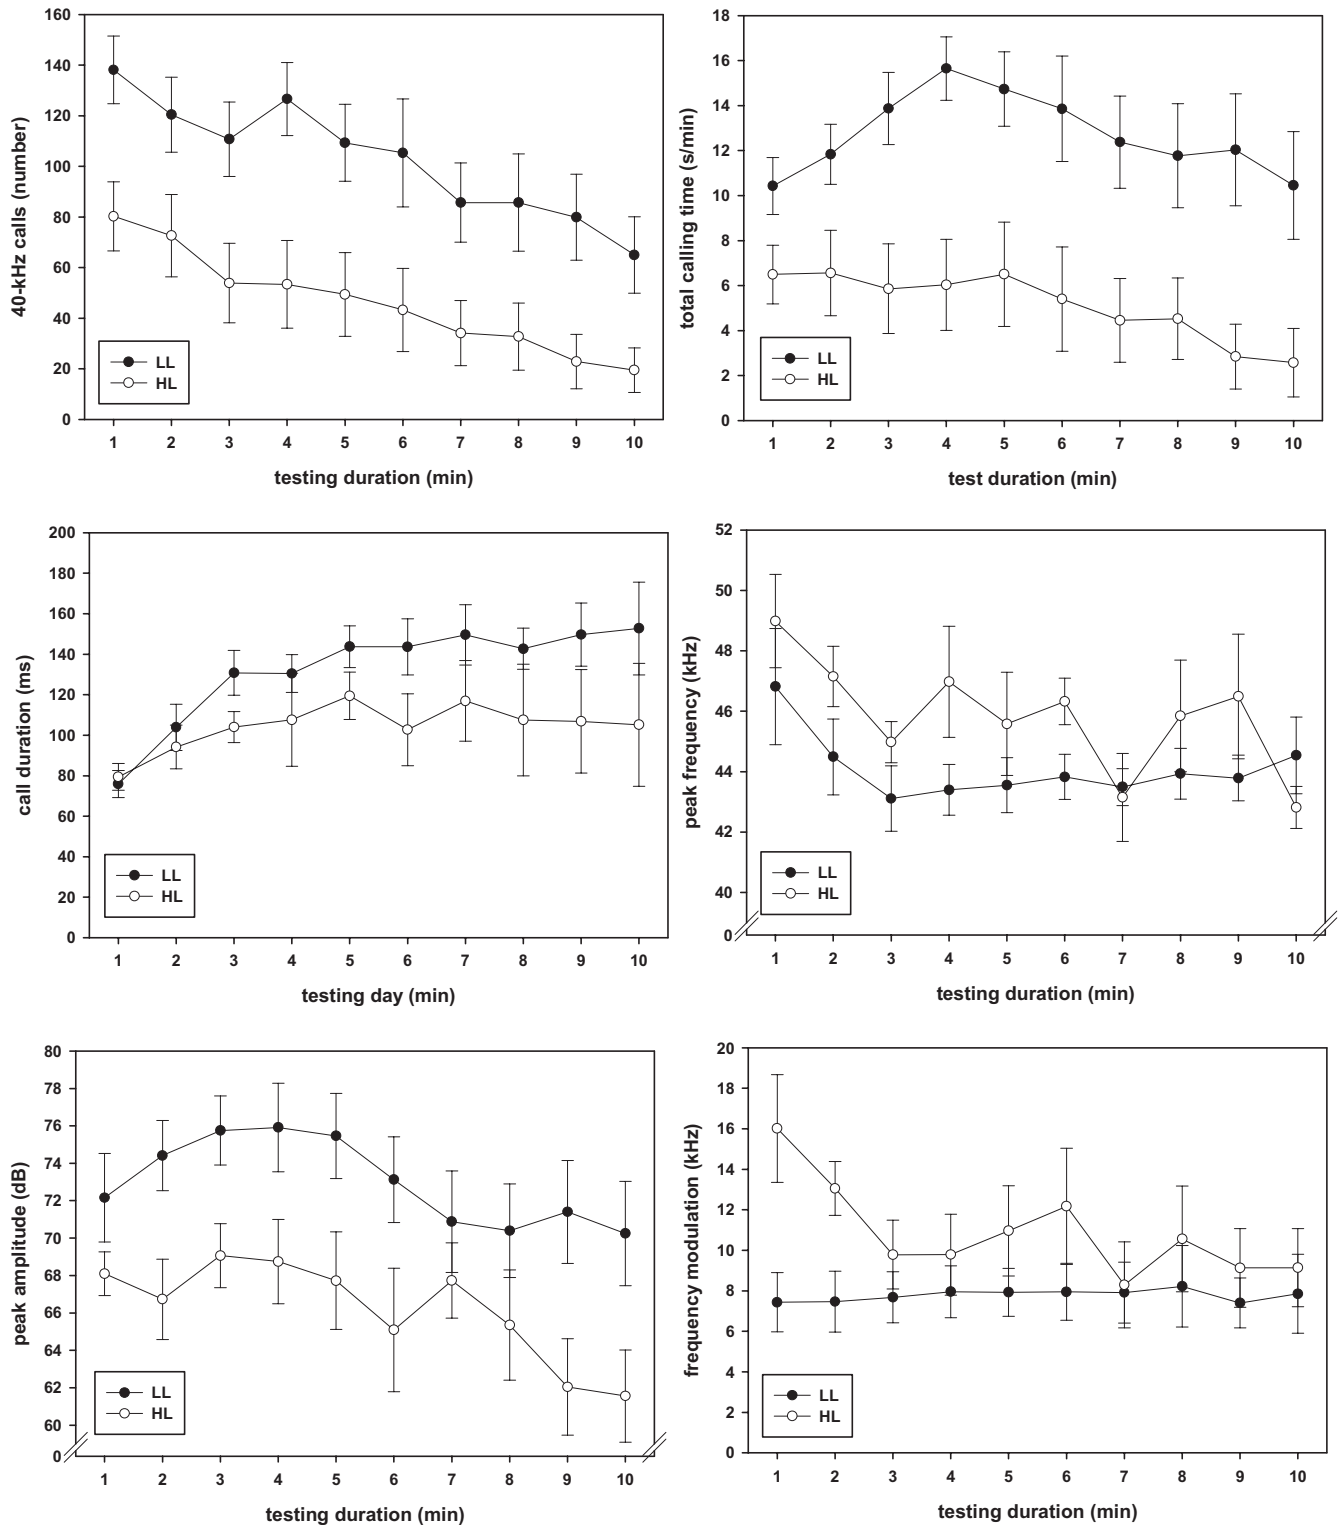 160
140
120
100
80
60
40
20
0
40-kHz calls (number)
LL
HL
1 2 3 4 5 6 7 8 9 10
testing duration (min)
18
16
14
12
10
8
6
4
2
0
total calling time (s/min)
LL
HL
1 2 3 4 5 6 7 8 9 10
test duration (min)
200
180
160
140
120
100
80
60
40
20
0
call duration (ms)
LL
HL
1 2 3 4 5 6 7 8 9 10
testing day (min)
52
50
48
46
44
42
40
0
peak frequency (kHz)
LL
HL
1 2 3 4 5 6 7 8 9 10
testing duration (min)
80
78
76
74
72
70
68
66
64
62
60
0
peak amplitude (dB)
LL
HL
1 2 3 4 5 6 7 8 9 10
testing duration (min)
20
18
16
14
12
10
8
6
4
2
0
frequency modulation (kHz)
LL
HL
1 2 3 4 5 6 7 8 9 10
testing duration (min)